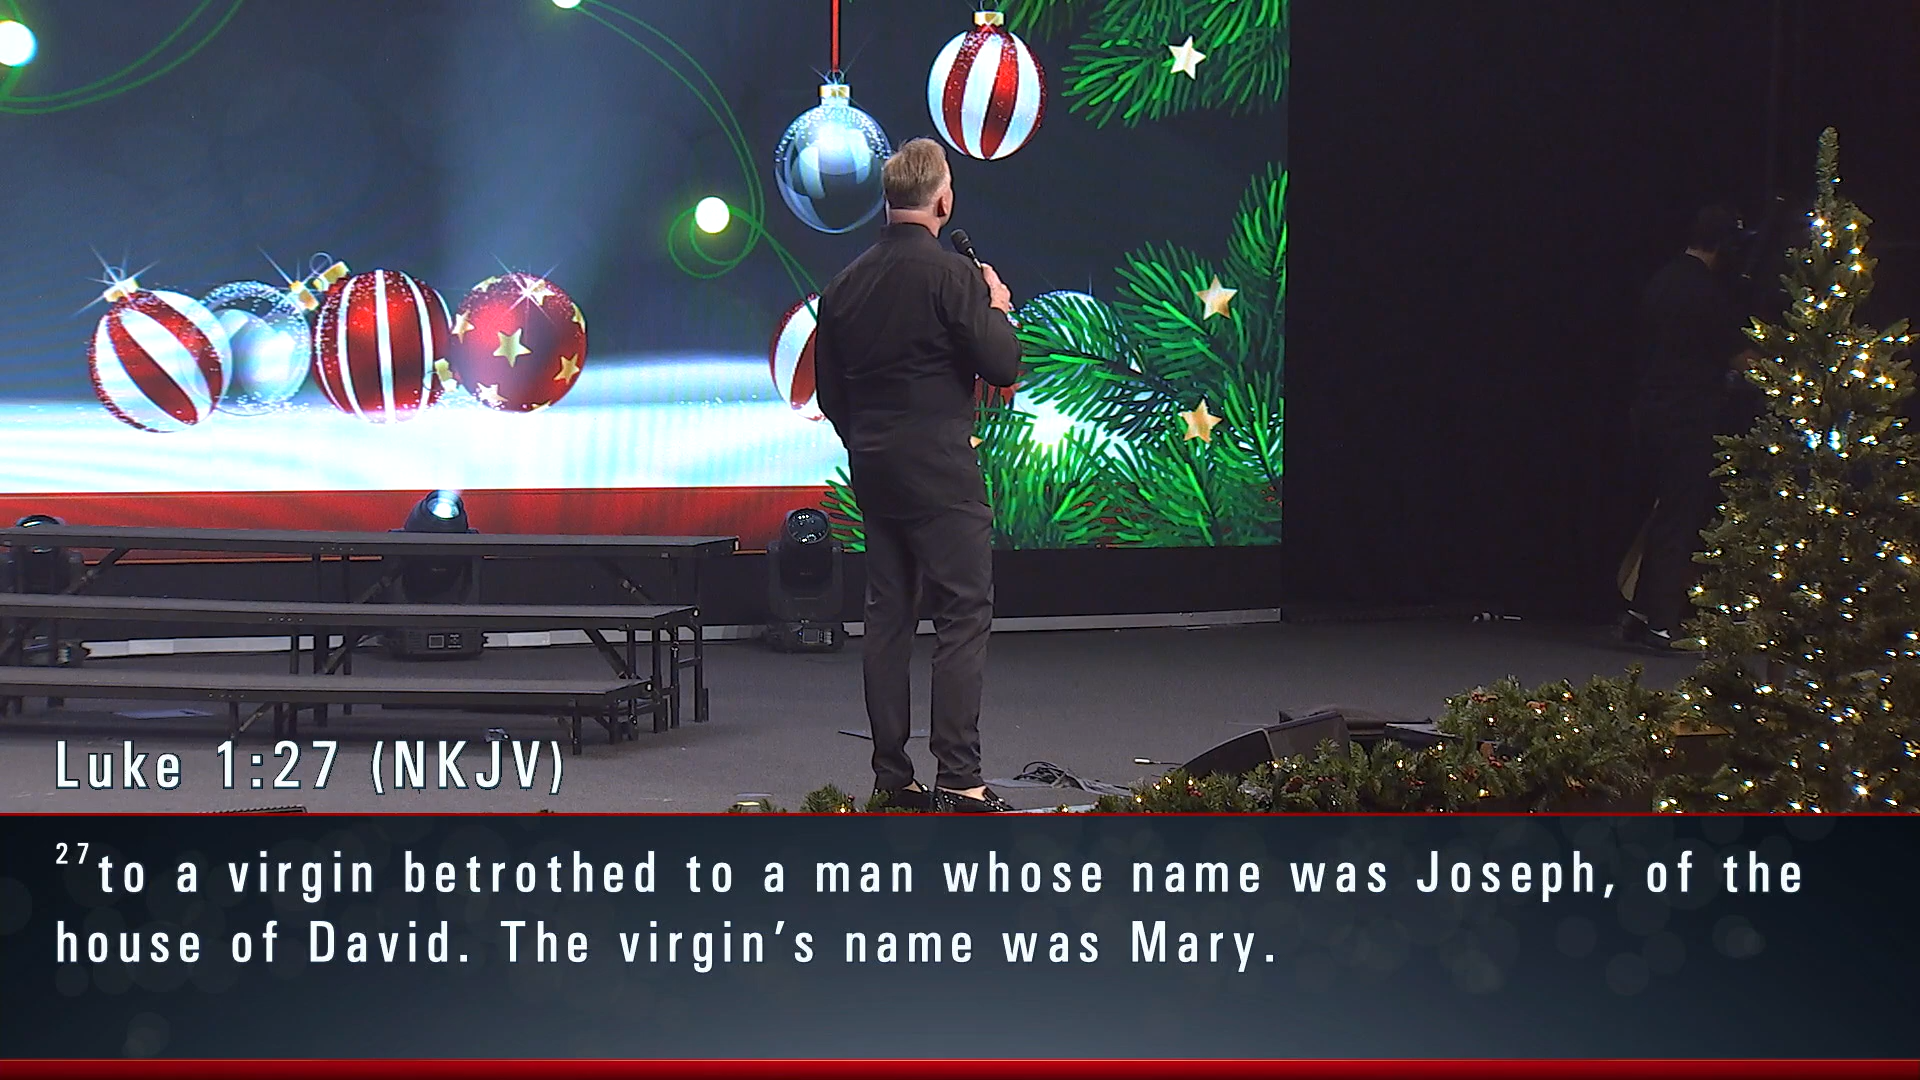 Luke 1:27 (NKJV)
27to a virgin betrothed to a man whose name was Joseph, of the
house of David. The virgin’s name was Mary.